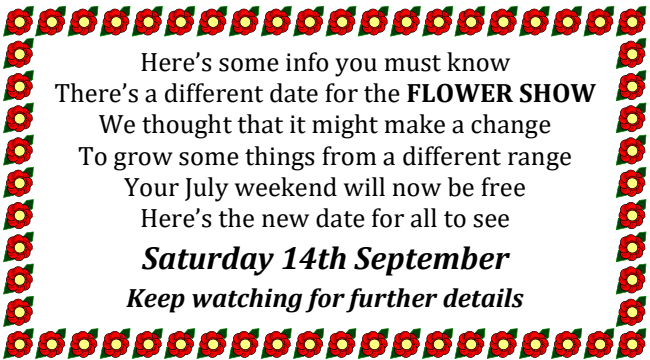 Here’s some info you must know
There’s a different date for the FLOWER SHOW
We thought that it might make a change
To grow some things from a different range
Your July weekend will now be free
Here’s the new date for all to see
Saturday 14th September
Keep watching for further details